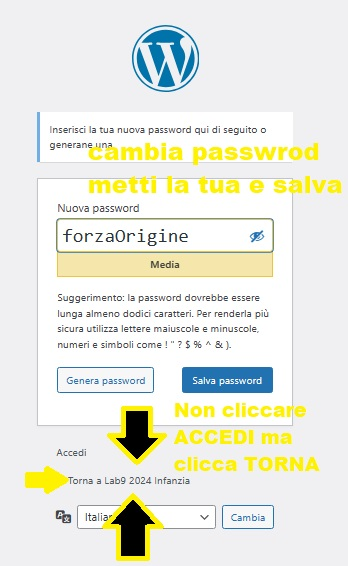 Inserisci la tua nuova password qui di seguito o
generane una.
cambia passwrod
metti la tua e salva
Nuova password
forzaOrigine
Media
Suggerimento: la password dovrebbe essere
lunga almeno dodici caratteri. Per renderla più
sicura utilizza lettere maiuscole e minuscole,
numeri e simboli come ! " ? $ % ^ & ).
Genera password
Salva password
Non cliccare
ACCEDI ma
clicca TORNA
Accedi
Torna a Lab9 2024 Infanzia
Italian
Cambia